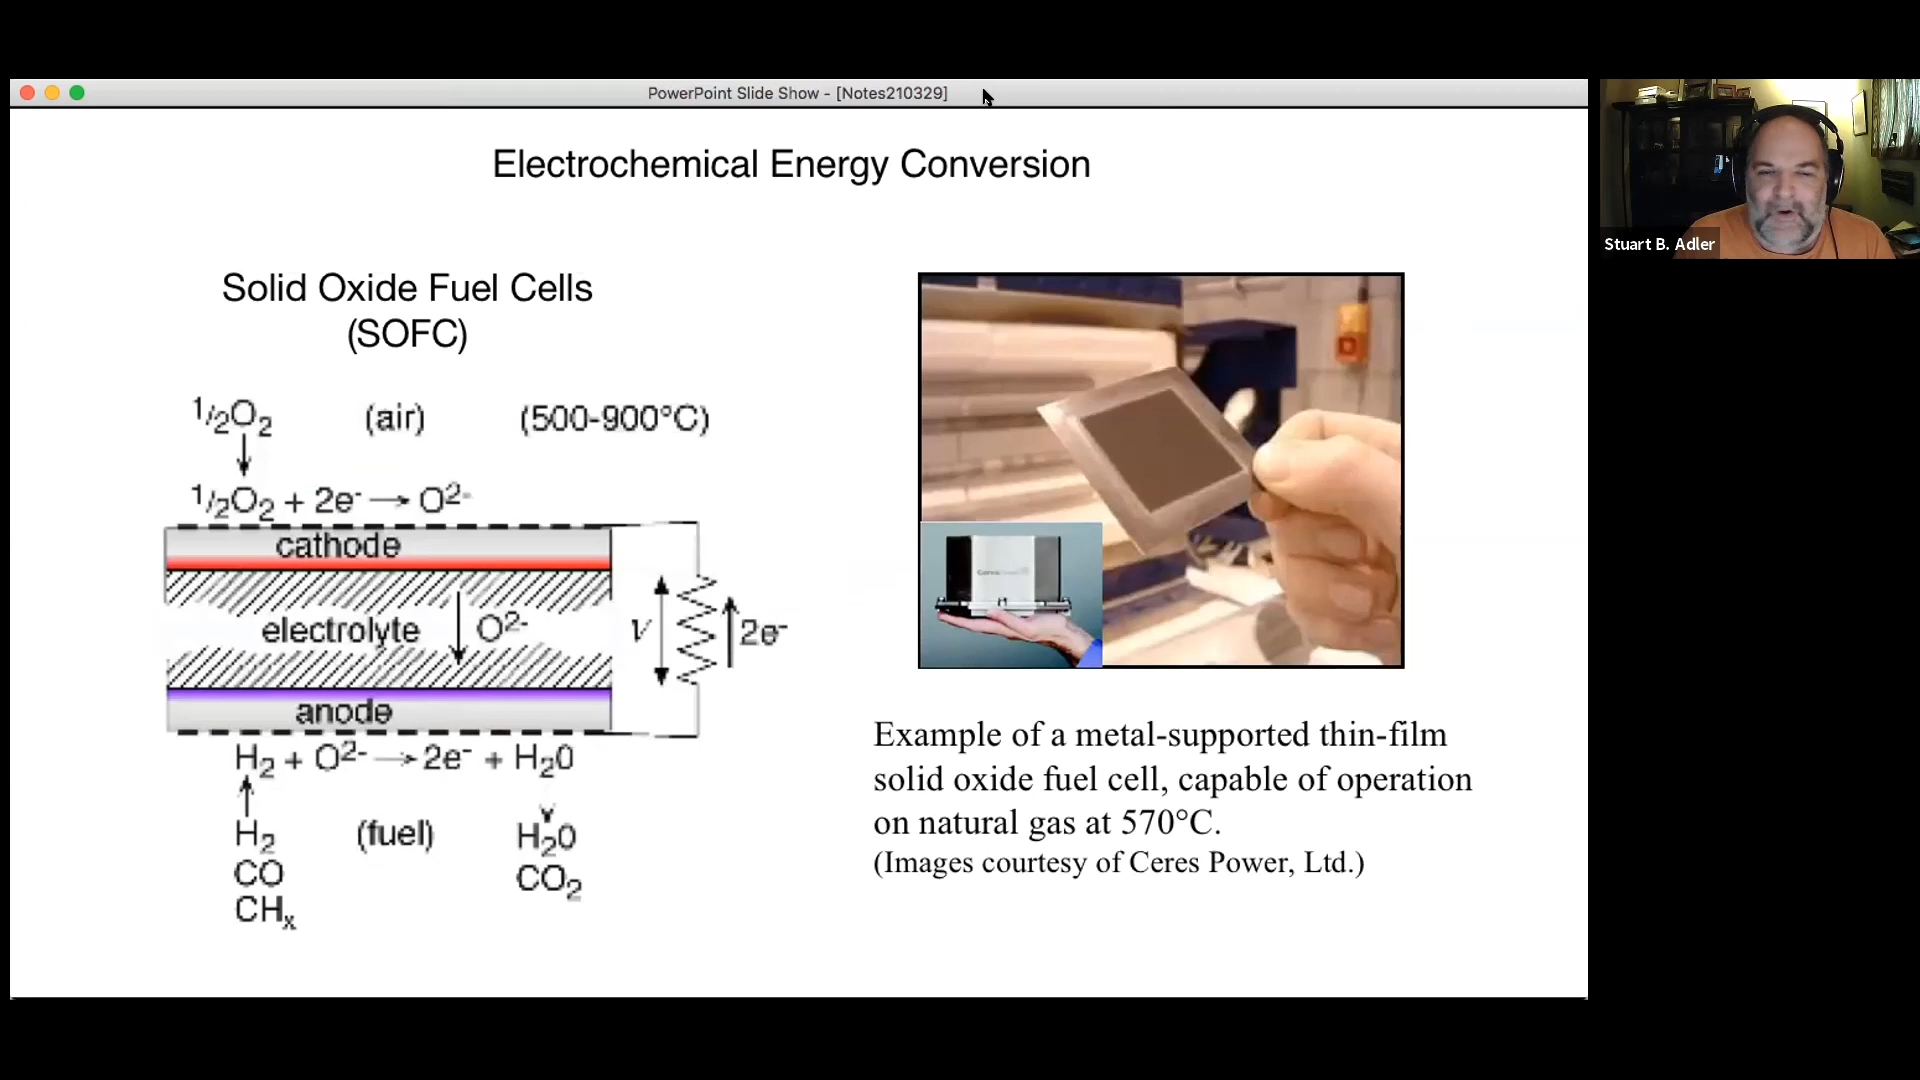 PowerPoint Slide Show - [Notes210329]
Electrochemical Energy Conversion
Solid Oxide Fuel Cells
(SOFC)
1/2O2 (air) (500-900°C)
1/2O2 + 2e- → O2-
cathode
electrolyte O2- V 2e-
anode
H2 + O2- → 2e- + H20
H2 (fuel) H20
CO CO2
CHx
Example of a metal-supported thin-film
solid oxide fuel cell, capable of operation
on natural gas at 570°C.
(Images courtesy of Ceres Power, Ltd.)
Stuart B. Adler